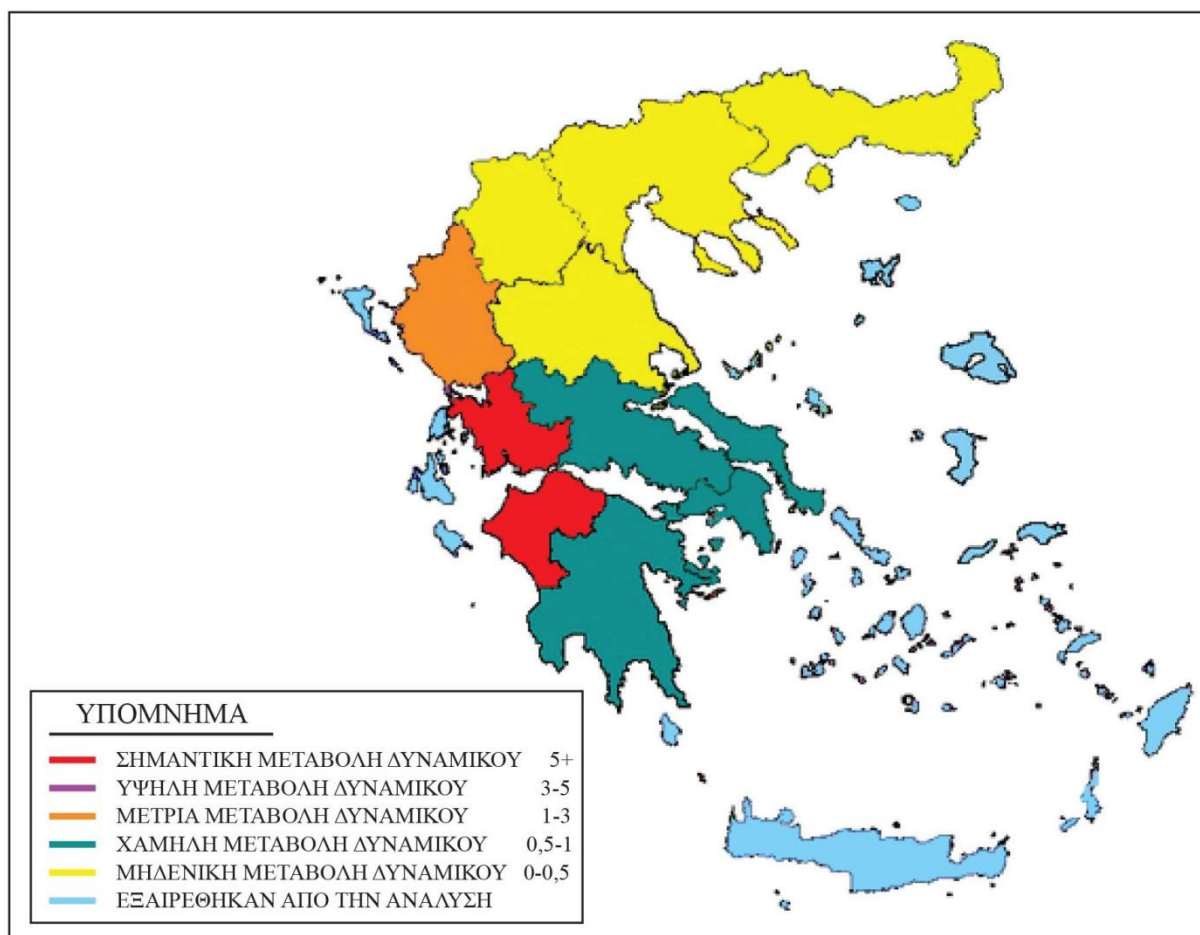 ΥΠΟΜΝΗΜΑ
ΣΗΜΑΝΤΙΚΗ ΜΕΤΑΒΟΛΗ ΔΥΝΑΜΙΚΟΥ 5+
ΥΨΗΛΗ ΜΕΤΑΒΟΛΗ ΔΥΝΑΜΙΚΟΥ 3-5
ΜΕΤΡΙΑ ΜΕΤΑΒΟΛΗ ΔΥΝΑΜΙΚΟΥ 1-3
ΧΑΜΗΛΗ ΜΕΤΑΒΟΛΗ ΔΥΝΑΜΙΚΟΥ 0,5-1
ΜΗΔΕΝΙΚΗ ΜΕΤΑΒΟΛΗ ΔΥΝΑΜΙΚΟΥ 0-0,5
ΕΞΑΙΡΕΘΗΚΑΝ ΑΠΟ ΤΗΝ ΑΝΑΛΥΣΗ